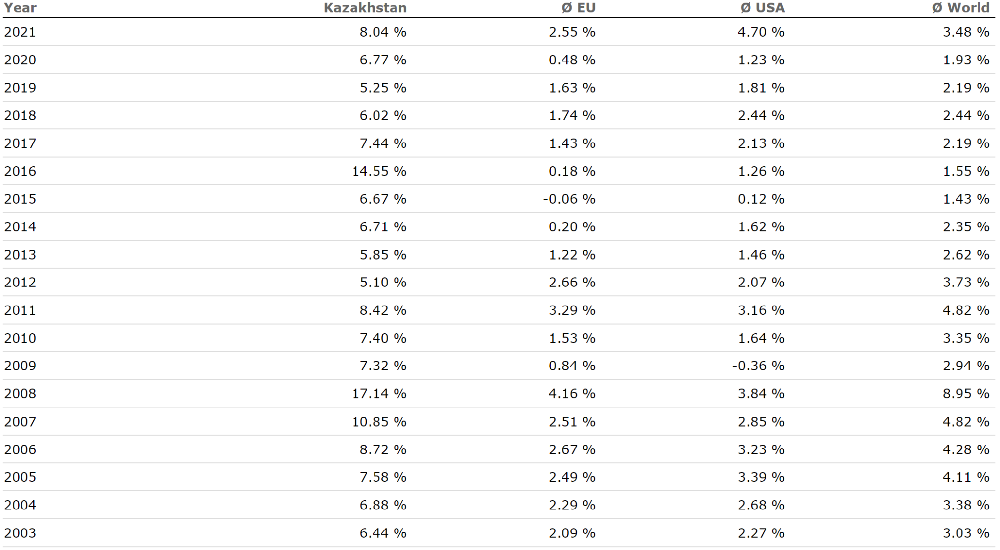 Year Kazakhstan Ø EU Ø USA Ø World
2021 8.04 % 2.55 % 4.70 % 3.48 %
2020 6.77 % 0.48 % 1.23 % 1.93 %
2019 5.25 % 1.63 % 1.81 % 2.19 %
2018 6.02 % 1.74 % 2.44 % 2.44 %
2017 7.44 % 1.43 % 2.13 % 2.19 %
2016 14.55 % 0.18 % 1.26 % 1.55 %
2015 6.67 % -0.06 % 0.12 % 1.43 %
2014 6.71 % 0.20 % 1.62 % 2.35 %
2013 5.85 % 1.22 % 1.46 % 2.62 %
2012 5.10 % 2.66 % 2.07 % 3.73 %
2011 8.42 % 3.29 % 3.16 % 4.82 %
2010 7.40 % 1.53 % 1.64 % 3.35 %
2009 7.32 % 0.84 % -0.36 % 2.94 %
2008 17.14 % 4.16 % 3.84 % 8.95 %
2007 10.85 % 2.51 % 2.85 % 4.82 %
2006 8.72 % 2.67 % 3.23 % 4.28 %
2005 7.58 % 2.49 % 3.39 % 4.11 %
2004 6.88 % 2.29 % 2.68 % 3.38 %
2003 6.44 % 2.09 % 2.27 % 3.03 %